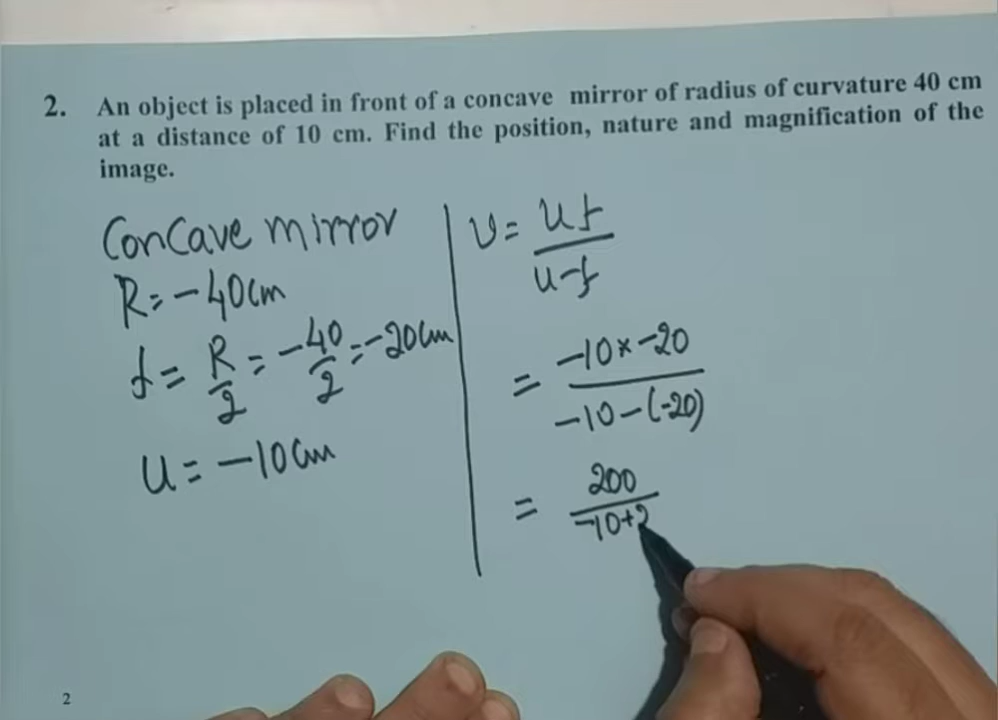 2. An object is placed in front of a concave mirror of radius of curvature 40 cm
at a distance of 10 cm. Find the position, nature and magnification of the
image.
Concave mirror
R = -40cm
f = R/2 = -40/2 = -20cm
u = -10cm
v = uf/u-f
= -10×-20/-10-(-20)
= 200/-10+2
2